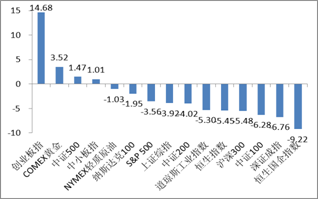 15
10
5
0
-5
-10
14.68
3.52
1.47
1.01
-1.03
-1.95
-3.56
-3.92
-4.02
-5.30
-5.45
-5.48
-6.28
-6.76
-9.22
创业板指
COMEX黄金
中证500
中小板指
NYMEX轻质原油
纳斯达克100
S&P 500
上证综指
中证200
道琼斯工业指数
恒生指数
沪深300
中证100
深证成指
恒生国企指数